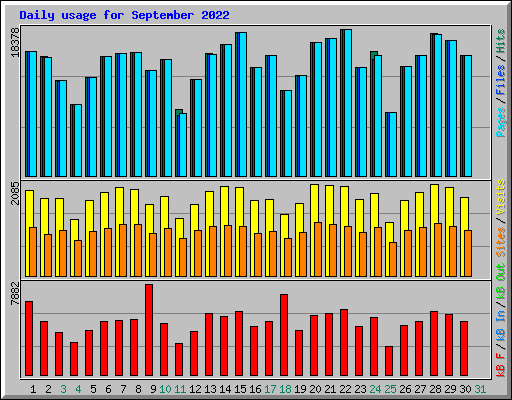 Daily usage for September 2022
18378
Pages / Files / Hits
2085
kB F / kB In / kB Out Sites / Visits
7882
1 2 3 4 5 6 7 8 9 10 11 12 13 14 15 16 17 18 19 20 21 22 23 24 25 26 27 28 29 30 31